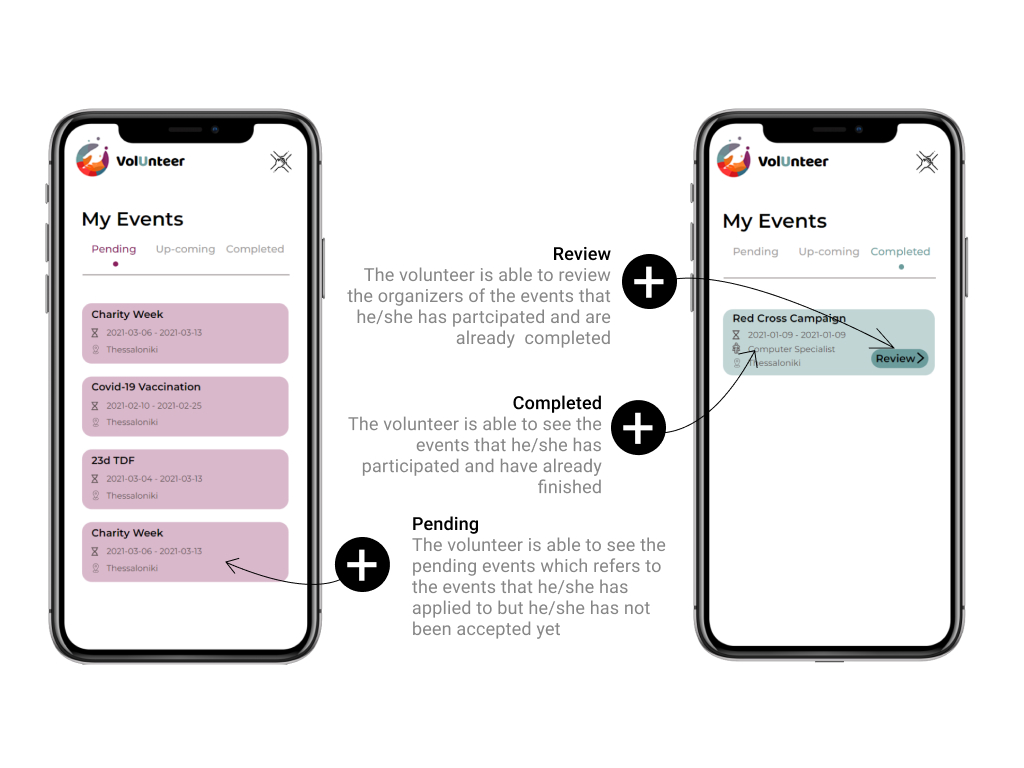 VolUnteer
My Events
Pending Up-coming Completed
Charity Week
2021-03-06 - 2021-03-13
Thessaloniki
Covid-19 Vaccination
2021-02-10 - 2021-02-25
Thessaloniki
23d TDF
2021-03-04 - 2021-03-13
Thessaloniki
Charity Week
2021-03-06 - 2021-03-13
Thessaloniki
Review
The volunteer is able to review
the organizers of the events that
he/she has partcipated and are
already completed
Completed
The volunteer is able to see the
events that he/she has
participated and have already
finished
Pending
The volunteer is able to see the
pending events which refers to
the events that he/she has
applied to but he/she has not
been accepted yet
VolUnteer
My Events
Pending Up-coming Completed
Red Cross Campaign
2021-01-09 - 2021-01-09
Computer Specialist
Thessaloniki
Review